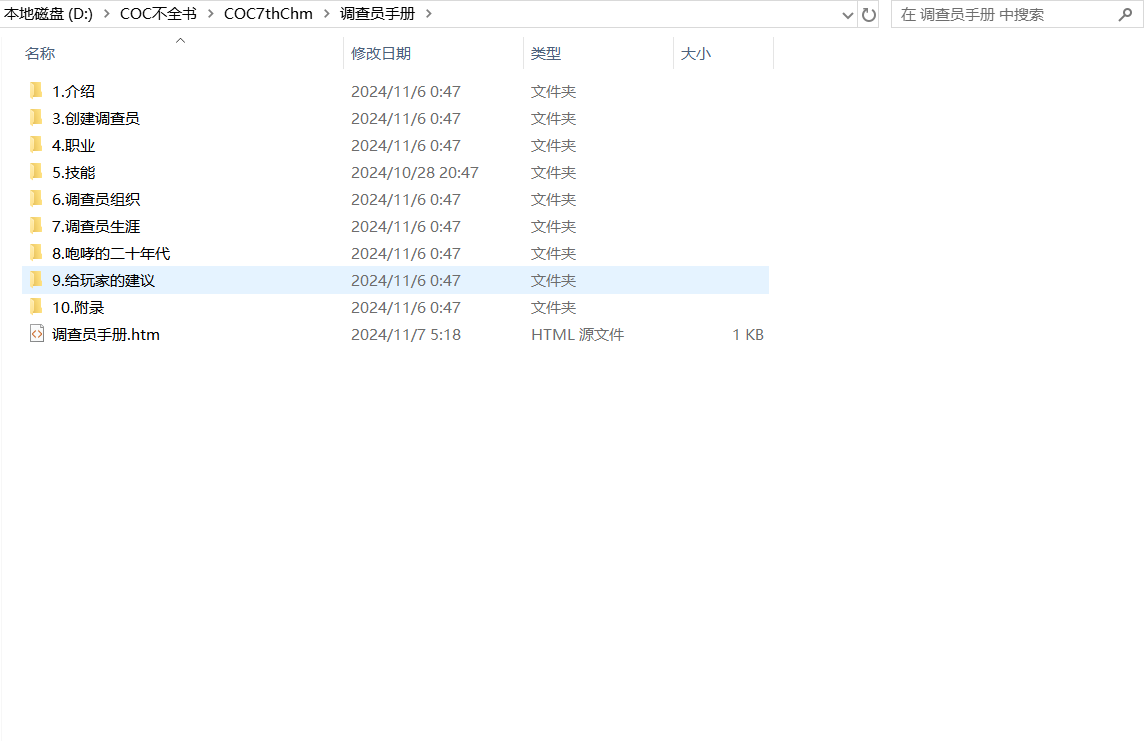 本地磁盘 (D:) > COC不全书 > COC7thChm > 调查员手册 > 在 调查员手册 中搜索
名称 修改日期 类型 大小
1.介绍 2024/11/6 0:47 文件夹
3.创建调查员 2024/11/6 0:47 文件夹
4.职业 2024/11/6 0:47 文件夹
5.技能 2024/10/28 20:47 文件夹
6.调查员组织 2024/11/6 0:47 文件夹
7.调查员生涯 2024/11/6 0:47 文件夹
8.咆哮的二十年代 2024/11/6 0:47 文件夹
9.给玩家的建议 2024/11/6 0:47 文件夹
10.附录 2024/11/6 0:47 文件夹
调查员手册.htm 2024/11/7 5:18 HTML 源文件 1 KB